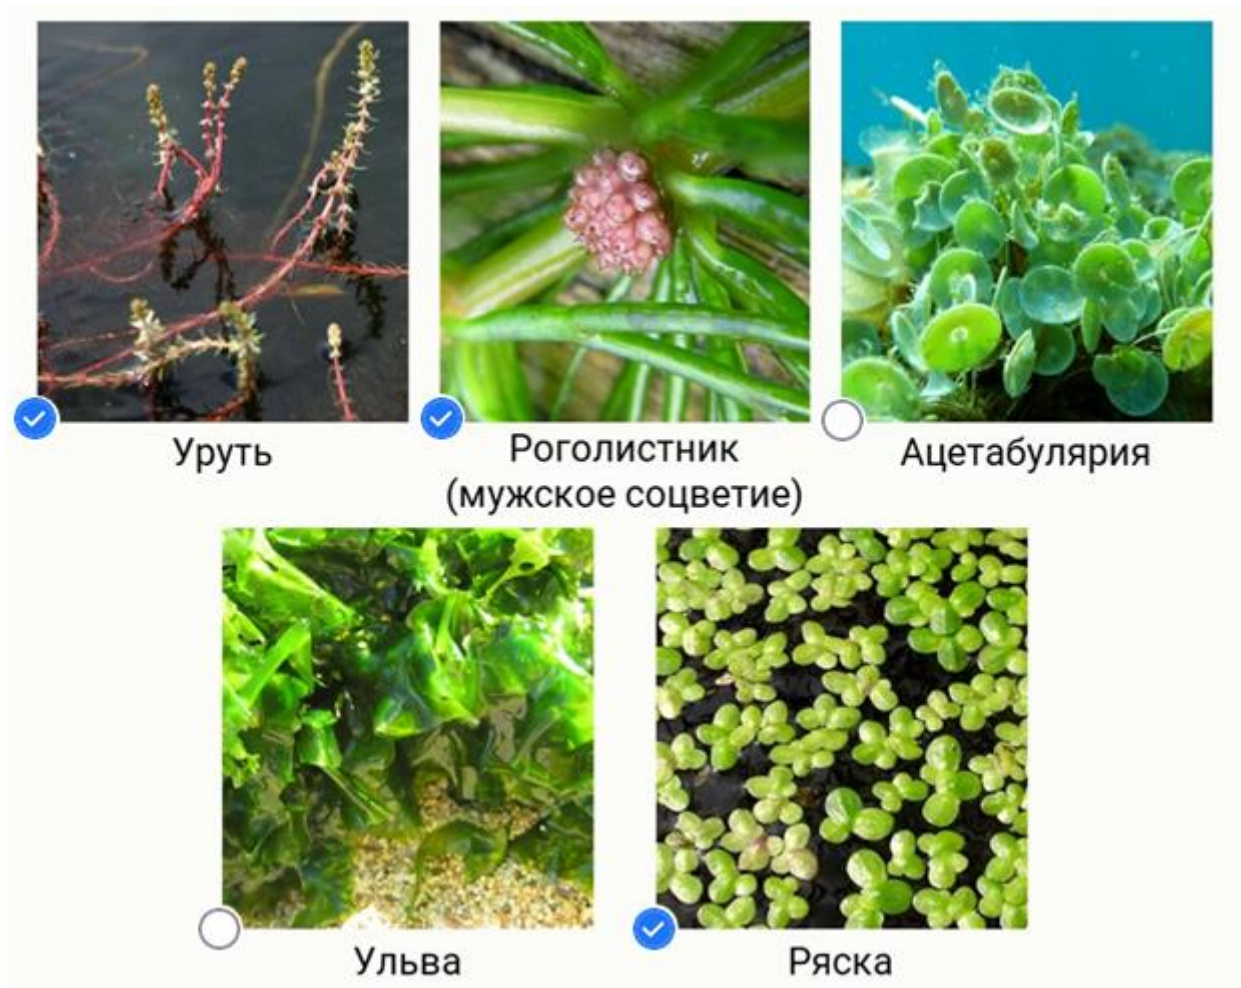 Уруть
Роголистник
(мужское соцветие)
Ацетабулярия
Ульва
Ряска